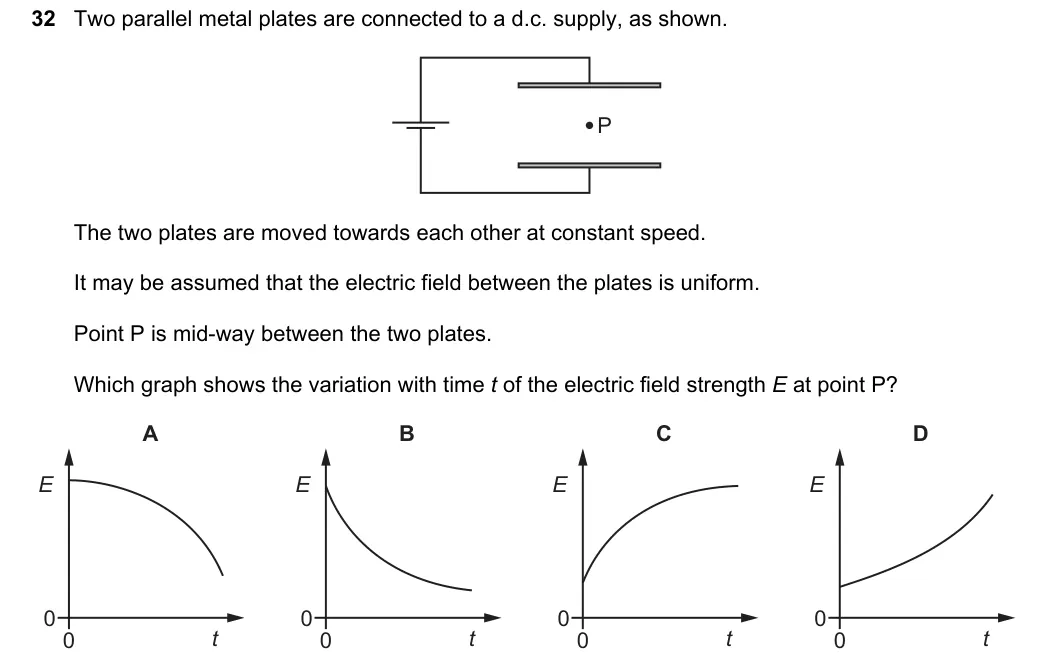 32 Two parallel metal plates are connected to a d.c. supply, as shown.
P
The two plates are moved towards each other at constant speed.
It may be assumed that the electric field between the plates is uniform.
Point P is mid-way between the two plates.
Which graph shows the variation with time t of the electric field strength E at point P?
A B C D
E E E E
0 0 0 0
0 t 0 t 0 t 0 t